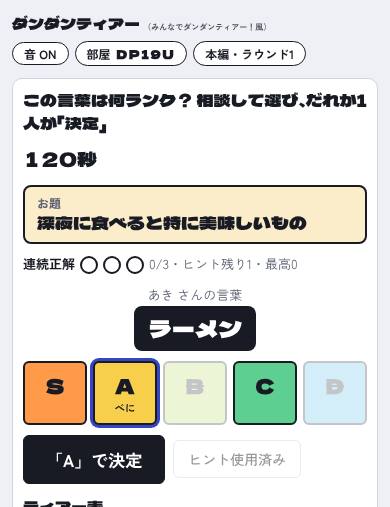 ダンダンティアー （みんなでダンダンティアー！風）
音 ON 部屋 DP19U 本編・ラウンド1
この言葉は何ランク？ 相談して選び、だれか1
人が「決定」
120秒
お題
深夜に食べると特に美味しいもの
連続正解 0/3・ヒント残り1・最高0
あき さんの言葉
ラーメン
S A B C D
べに
「A」で決定 ヒント使用済み
ティアー表